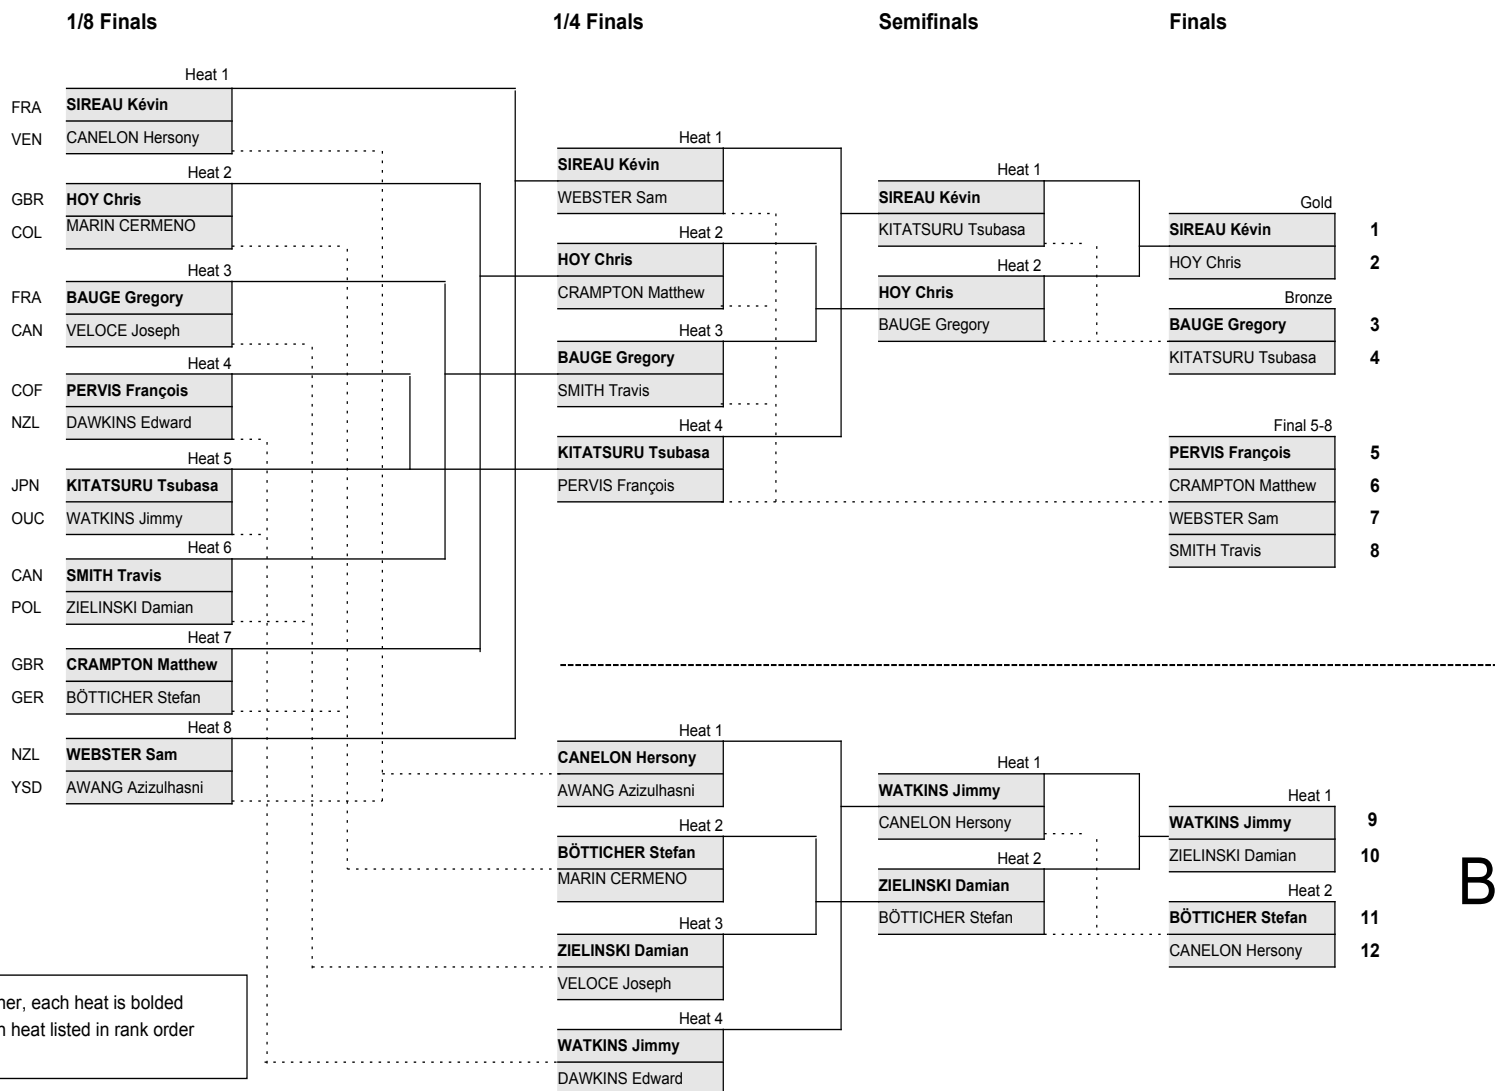 1/8 Finals 1/4 Finals Semifinals Finals
Heat 1
FRA SIREAU Kévin
VEN CANELON Hersony
Heat 2
GBR HOY Chris
COL MARIN CERMENO
Heat 3
FRA BAUGE Gregory
CAN VELOCE Joseph
Heat 4
COF PERVIS François
NZL DAWKINS Edward
Heat 5
JPN KITATSURU Tsubasa
OUC WATKINS Jimmy
Heat 6
CAN SMITH Travis
POL ZIELINSKI Damian
Heat 7
GBR CRAMPTON Matthew
GER BÖTTICHER Stefan
Heat 8
NZL WEBSTER Sam
YSD AWANG Azizulhasni
Heat 1
SIREAU Kévin
WEBSTER Sam
Heat 2
HOY Chris
CRAMPTON Matthew
Heat 3
BAUGE Gregory
SMITH Travis
Heat 4
KITATSURU Tsubasa
PERVIS François
Heat 1
SIREAU Kévin
KITATSURU Tsubasa
Heat 2
HOY Chris
BAUGE Gregory
Gold
SIREAU Kévin 1
HOY Chris 2
Bronze
BAUGE Gregory 3
KITATSURU Tsubasa 4
Final 5-8
PERVIS François 5
CRAMPTON Matthew 6
WEBSTER Sam 7
SMITH Travis 8
Heat 1
CANELON Hersony
AWANG Azizulhasni
Heat 2
BÖTTICHER Stefan
MARIN CERMENO
Heat 3
ZIELINSKI Damian
VELOCE Joseph
Heat 4
WATKINS Jimmy
DAWKINS Edward
Heat 1
WATKINS Jimmy
CANELON Hersony
Heat 2
ZIELINSKI Damian
BÖTTICHER Stefan
Heat 1
WATKINS Jimmy 9
ZIELINSKI Damian 10
Heat 2
BÖTTICHER Stefan 11
CANELON Hersony 12
B
each heat is bolded
heat listed in rank order